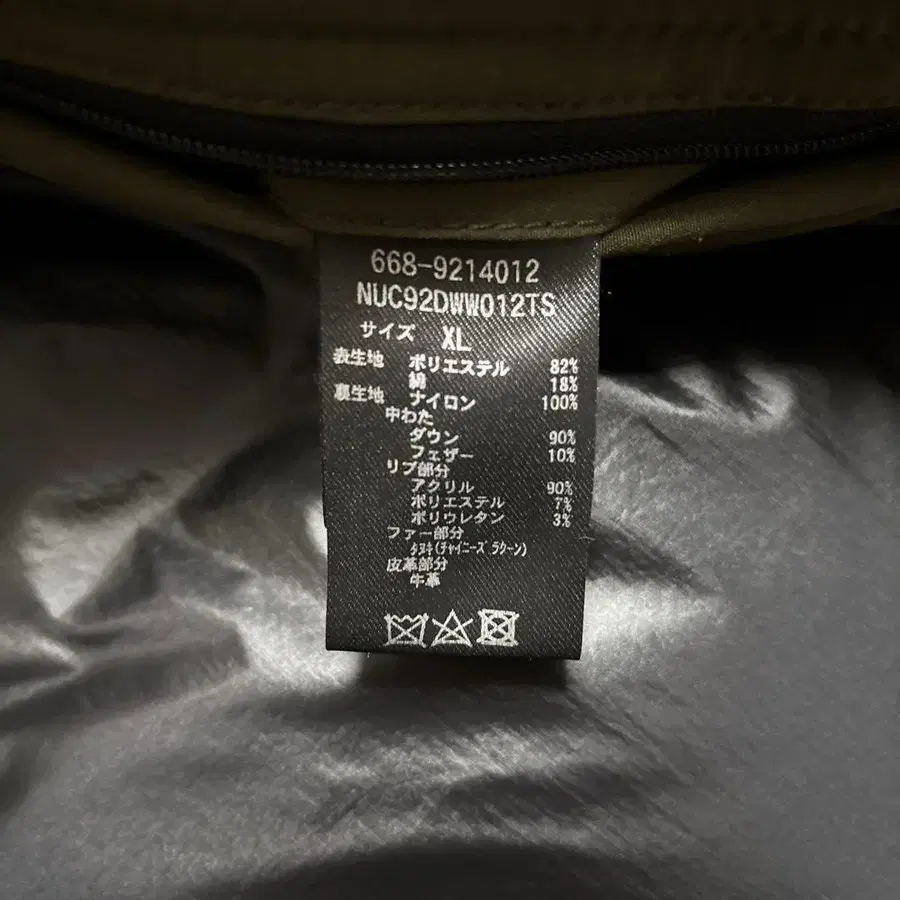 668-9214012
NUC92DWW012TS
サイズ XL
表生地 ポリエステル 82%
綿 18%
裏生地 ナイロン 100%
中わた
ダウン 90%
フェザー 10%
リブ部分
アクリル 90%
ポリエステル 7%
ポリウレタン 3%
ファー部分
タヌキ(チャイニーズラクーン)
皮革部分
牛革